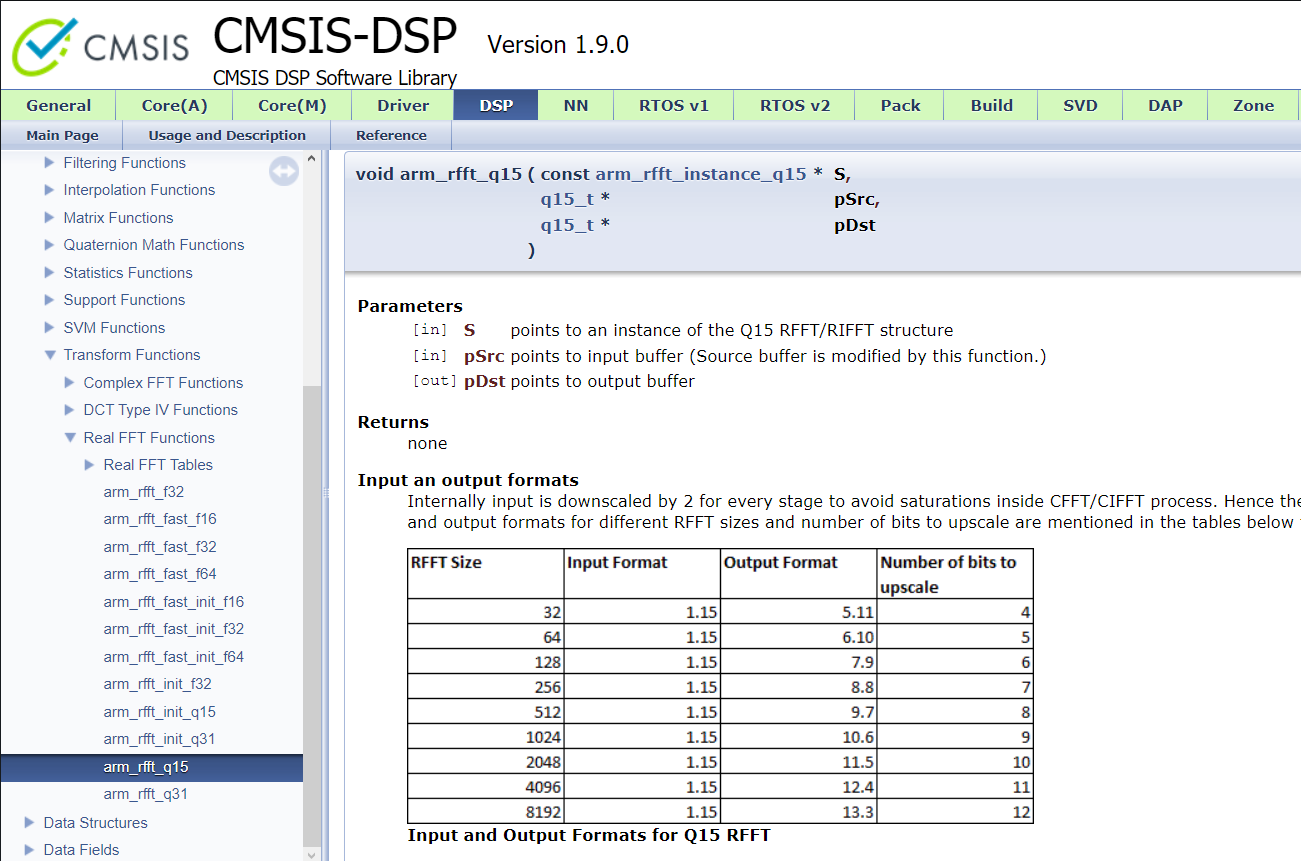 CMSIS
CMSIS-DSP Version 1.9.0
CMSIS DSP Software Library
General Core(A) Core(M) Driver DSP NN RTOS v1 RTOS v2 Pack Build SVD DAP Zone
Main Page Usage and Description Reference
Filtering Functions
Interpolation Functions
Matrix Functions
Quaternion Math Functions
Statistics Functions
Support Functions
SVM Functions
Transform Functions
Complex FFT Functions
DCT Type IV Functions
Real FFT Functions
Real FFT Tables
arm_rfft_f32
arm_rfft_fast_f16
arm_rfft_fast_f32
arm_rfft_fast_f64
arm_rfft_fast_init_f16
arm_rfft_fast_init_f32
arm_rfft_fast_init_f64
arm_rfft_init_f32
arm_rfft_init_q15
arm_rfft_init_q31
arm_rfft_q15
arm_rfft_q31
Data Structures
Data Fields
void arm_rfft_q15 ( const arm_rfft_instance_q15 * S,
q15_t * pSrc,
q15_t * pDst
)
Parameters
[in] S points to an instance of the Q15 RFFT/RIFFT structure
[in] pSrc points to input buffer (Source buffer is modified by this function.)
[out] pDst points to output buffer
Returns
none
Input an output formats
Internally input is downscaled by 2 for every stage to avoid saturations inside CFFT/CIFFT process. Hence the
and output formats for different RFFT sizes and number of bits to upscale are mentioned in the tables below
RFFT Size Input Format Output Format Number of bits to
upscale
32 1.15 5.11 4
64 1.15 6.10 5
128 1.15 7.9 6
256 1.15 8.8 7
512 1.15 9.7 8
1024 1.15 10.6 9
2048 1.15 11.5 10
4096 1.15 12.4 11
8192 1.15 13.3 12
Input and Output Formats for Q15 RFFT